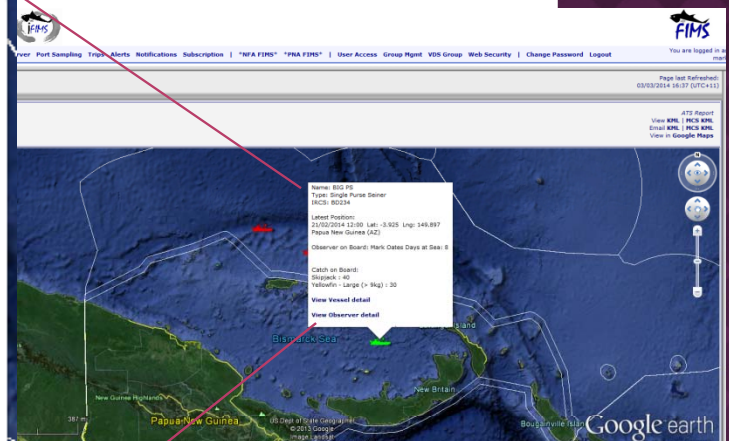 iFIMS
FIMS
rver Port Sampling Trips Alerts Notifications Subscription | *NFA FIMS* *PNA FIMS* | User Access Group Mgmt VDS Group Web Security | Change Password Logout
You are logged in a
mari
Page last Refreshed:
03/03/2014 16:37 (UTC+11)
ATS Report
View KML | MCS KML
Email KML | MCS KML
View in Google Maps
N
Name: BIG PS
Type: Single Purse Seiner
IRCS: BD234
Latest Position:
21/02/2014 12:00 Lat: -3.925 Lng: 149.897
Papua New Guinea (AZ)
Observer on Board: Mark Oates Days at Sea: 8
Catch on Board:
Skipjack : 40
Yellowfin - Large (> 9kg) : 30
View Vessel detail
View Observer detail
Island
Bismarck Sea
New Britain
New Guinea Highlands
387 mi
Papua New Guinea
US Dept of State Geographer
© 2013 Google
Image Landsat
Bougainville Islan
Google earth